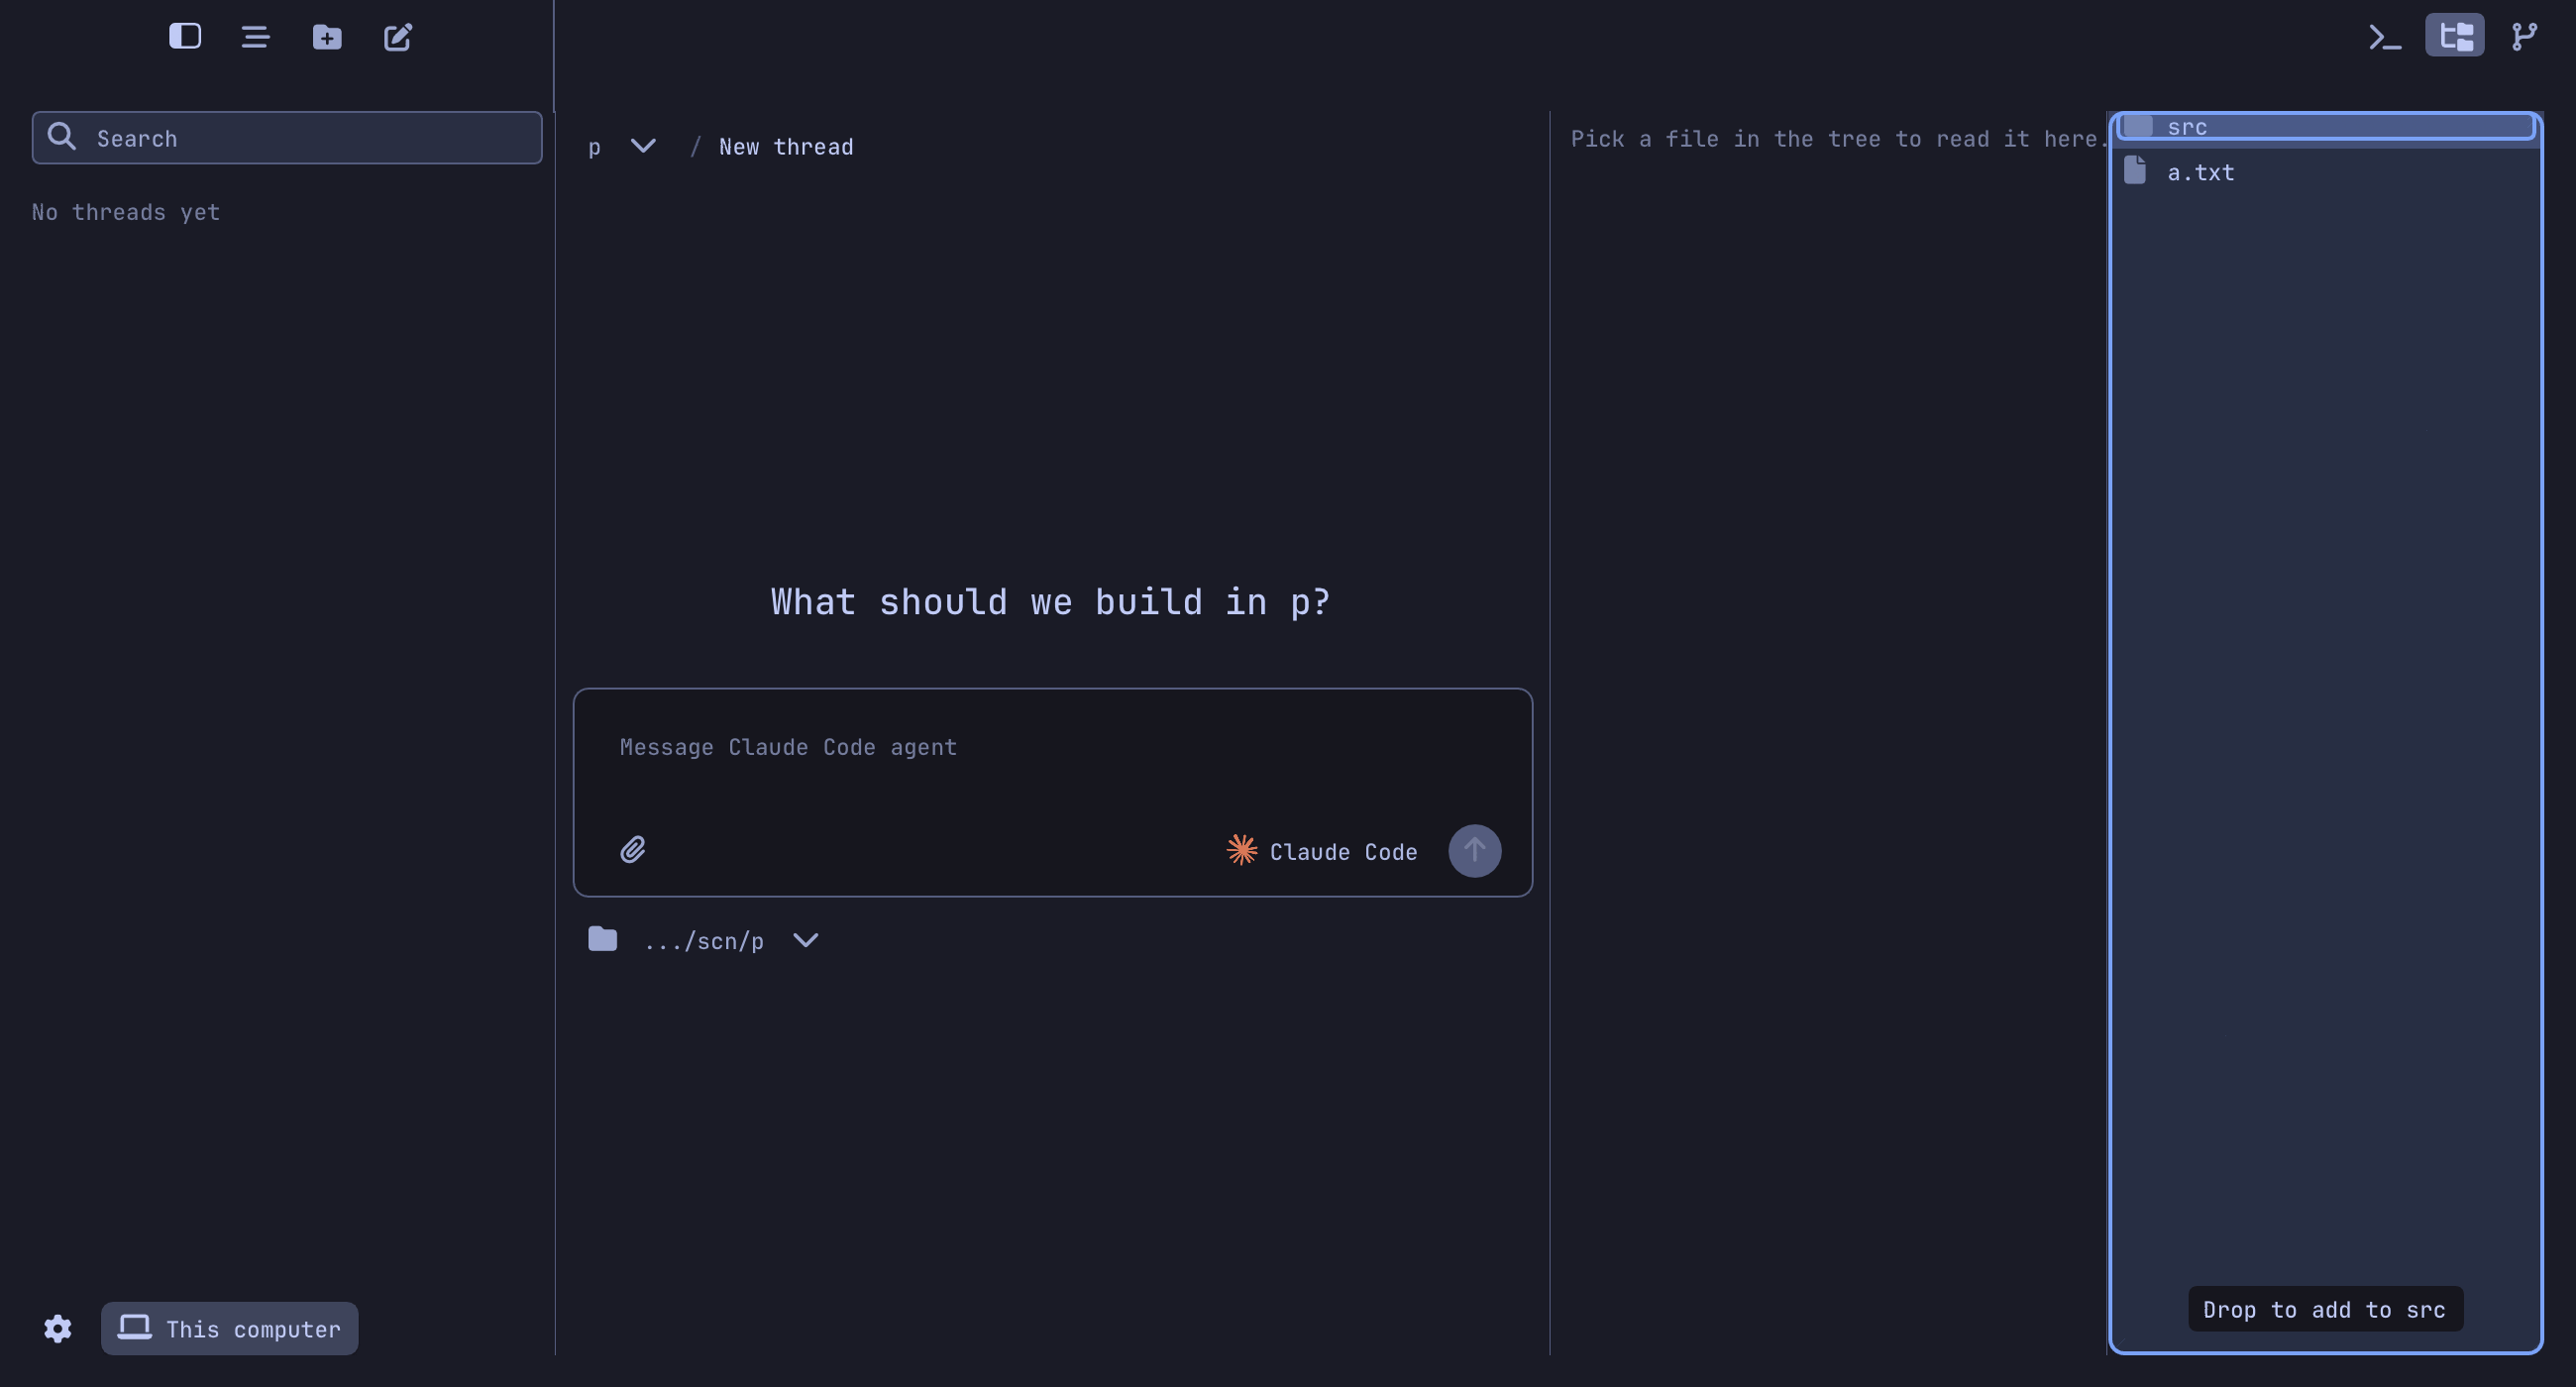 Search
No threads yet
This computer
p / New thread
What should we build in p?
Message Claude Code agent
Claude Code
.../scn/p
Pick a file in the tree to read it here.
src
a.txt
Drop to add to src